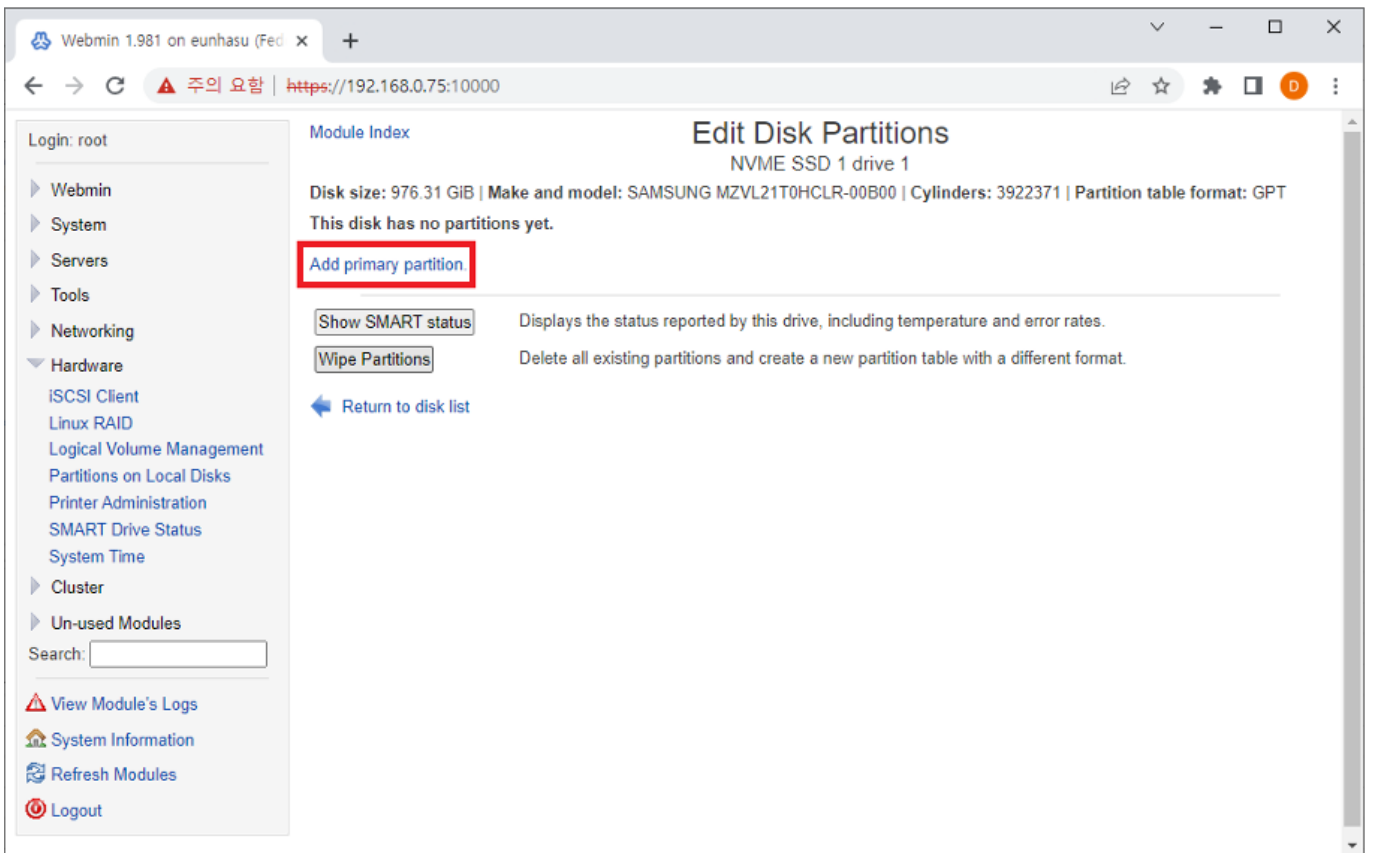 Webmin 1.981 on eunhasu (Fed
주의 요함 | https://192.168.0.75:10000
D
Login: root
Webmin
System
Servers
Tools
Networking
Hardware
iSCSI Client
Linux RAID
Logical Volume Management
Partitions on Local Disks
Printer Administration
SMART Drive Status
System Time
Cluster
Un-used Modules
Search:
View Module's Logs
System Information
Refresh Modules
Logout
Module Index
Edit Disk Partitions
NVME SSD 1 drive 1
Disk size: 976.31 GiB | Make and model: SAMSUNG MZVL21T0HCLR-00B00 | Cylinders: 3922371 | Partition table format: GPT
This disk has no partitions yet.
Add primary partition.
Show SMART status Displays the status reported by this drive, including temperature and error rates.
Wipe Partitions Delete all existing partitions and create a new partition table with a different format.
Return to disk list